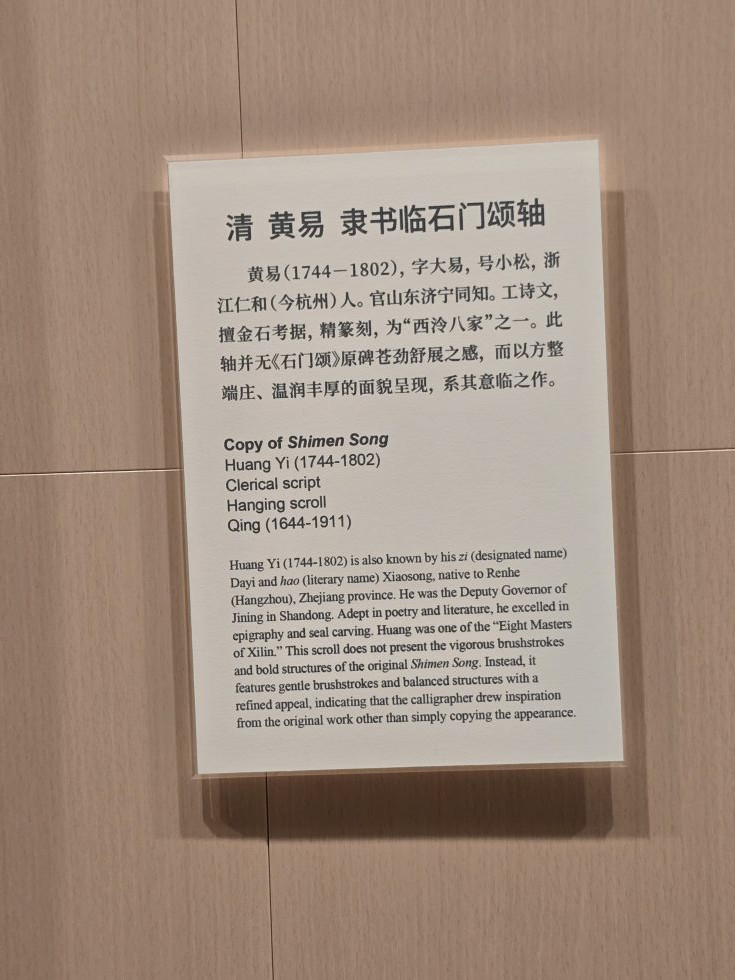 清 黄易 隶书临石门颂轴
黄易(1744－1802)，字大易，号小松，浙
江仁和(今杭州)人。官山东济宁同知。工诗文，
擅金石考据，精篆刻，为“西泠八家”之一。此
轴并无《石门颂》原碑苍劲舒展之感，而以方整
端庄、温润丰厚的面貌呈现，系其意临之作。
Copy of Shimen Song
Huang Yi (1744-1802)
Clerical script
Hanging scroll
Qing (1644-1911)
Huang Yi (1744-1802) is also known by his zi (designated name)
Dayi and hao (literary name) Xiaosong, native to Renhe
(Hangzhou), Zhejiang province. He was the Deputy Governor of
Jining in Shandong. Adept in poetry and literature, he excelled in
epigraphy and seal carving. Huang was one of the “Eight Masters
of Xilin.” This scroll does not present the vigorous brushstrokes
and bold structures of the original Shimen Song. Instead, it
features gentle brushstrokes and balanced structures with a
refined appeal, indicating that the calligrapher drew inspiration
from the original work other than simply copying the appearance.